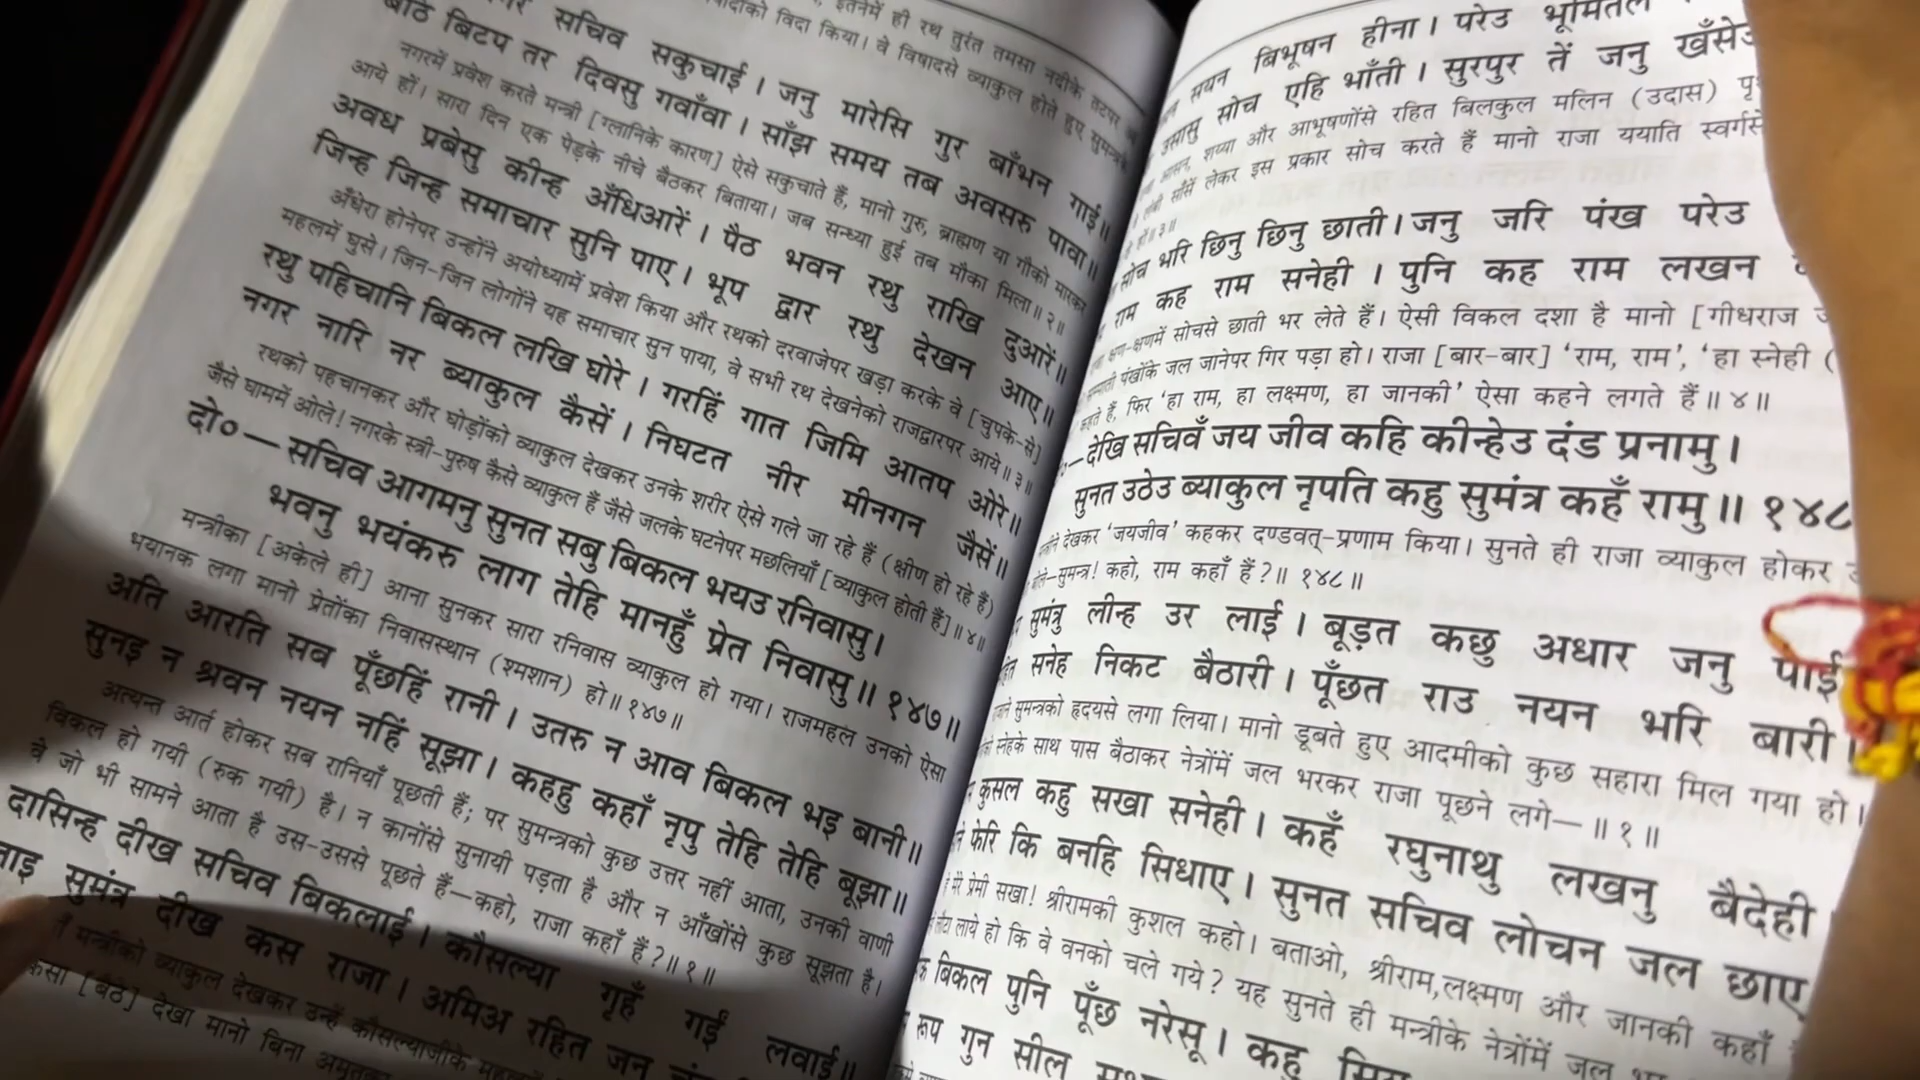 इतनेमें ही रथ तुरंत तमसा नदीके तटपर
को विदा किया। वे विषादसे व्याकुल होते हुए सुमन्त्रके
सचिव सकुचाई। जनु मारेसि गुर बाँभन गाई॥
बैठि बिटप तर दिवसु गवाँवा। साँझ समय तब अवसरु पावा॥
नगरमें प्रवेश करते मन्त्री [ग्लानिके कारण] ऐसे सकुचाते हैं, मानो गुरु, ब्राह्मण या गौको मारकर
आये हों। सारा दिन एक पेड़के नीचे बैठकर बिताया। जब सन्ध्या हुई तब मौका मिला॥२॥
अवध प्रबेसु कीन्ह अँधिआरें। पैठ भवन रथु राखि दुआरें॥
जिन्ह जिन्ह समाचार सुनि पाए। भूप द्वार रथु देखन आए॥
अँधेरा होनेपर उन्होंने अयोध्यामें प्रवेश किया और रथको दरवाजेपर खड़ा करके वे [चुपके-से]
महलमें घुसे। जिन-जिन लोगोंने यह समाचार सुन पाया, वे सभी रथ देखनेको राजद्वारपर आये॥३॥
रथु पहिचानि बिकल लखि घोरे। गरहिं गात जिमि आतप ओरे॥
नगर नारि नर ब्याकुल कैसें। निघटत नीर मीनगन जैसें॥
रथको पहचानकर और घोड़ोंको व्याकुल देखकर उनके शरीर ऐसे गले जा रहे हैं (क्षीण हो रहे हैं)
जैसे घाममें ओले! नगरके स्त्री-पुरुष कैसे व्याकुल हैं जैसे जलके घटनेपर मछलियाँ [व्याकुल होती हैं]॥४॥
दो०—सचिव आगमनु सुनत सबु बिकल भयउ रनिवासु।
भवनु भयंकरु लाग तेहि मानहुँ प्रेत निवासु॥१४७॥
मन्त्रीका [अकेले ही] आना सुनकर सारा रनिवास व्याकुल हो गया। राजमहल उनको ऐसा
भयानक लगा मानो प्रेतोंका निवासस्थान (श्मशान) हो॥१४७॥
अति आरति सब पूँछहिं रानी। उतरु न आव बिकल भइ बानी॥
सुनइ न श्रवन नयन नहिं सूझा। कहहु कहाँ नृपु तेहि तेहि बूझा॥
अत्यन्त आर्त होकर सब रानियाँ पूछती हैं; पर सुमन्त्रको कुछ उत्तर नहीं आता, उनकी वाणी
विकल हो गयी (रुक गयी) है। न कानोंसे सुनायी पड़ता है और न आँखोंसे कुछ सूझता है।
वे जो भी सामने आता है उस-उससे पूछते हैं—कहो, राजा कहाँ हैं?॥१॥
दासिन्ह दीख सचिव बिकलाई। कौसल्या गृहँ गईं लवाई॥
सुमंत्र दीख कस राजा। अमिअ रहित जनु
मन्त्रीको व्याकुल देखकर उन्हें कौसल्याजीके
[बैठे] देखा मानो बिना
सयन बिभूषन हीना। परेउ भूमितल
सोच एहि भाँती। सुरपुर तें जनु खँसेउ
शय्या और आभूषणोंसे रहित बिलकुल मलिन (उदास)
साँसें लेकर इस प्रकार सोच करते हैं मानो राजा ययाति स्वर्गसे
॥३॥
सोच भरि छिनु छिनु छाती। जनु जरि पंख परेउ
राम कह राम सनेही। पुनि कह राम लखन
क्षण-क्षणमें सोचसे छाती भर लेते हैं। ऐसी विकल दशा है मानो [गीधराज
पंखोंके जल जानेपर गिर पड़ा हो। राजा [बार-बार] ‘राम, राम’, ‘हा स्नेही (
कहते हैं, फिर ‘हा राम, हा लक्ष्मण, हा जानकी’ ऐसा कहने लगते हैं॥४॥
—देखि सचिवँ जय जीव कहि कीन्हेउ दंड प्रनामु।
सुनत उठेउ ब्याकुल नृपति कहु सुमंत्र कहँ रामु॥१४८
देखकर ‘जयजीव’ कहकर दण्डवत्-प्रणाम किया। सुनते ही राजा व्याकुल होकर
बोले—सुमन्त्र! कहो, राम कहाँ हैं?॥१४८॥
सुमंत्रु लीन्ह उर लाई। बूड़त कछु अधार जनु पाई
सनेह निकट बैठारी। पूँछत राउ नयन भरि बारी।
सुमन्त्रको हृदयसे लगा लिया। मानो डूबते हुए आदमीको कुछ सहारा मिल गया हो।
स्नेहके साथ पास बैठाकर नेत्रोंमें जल भरकर राजा पूछने लगे—॥१॥
कुसल कहु सखा सनेही। कहँ रघुनाथु लखनु बैदेही
फेरि कि बनहि सिधाए। सुनत सचिव लोचन जल छाए
मेरे प्रेमी सखा! श्रीरामकी कुशल कहो। बताओ, श्रीराम, लक्ष्मण और जानकी कहाँ
लौटा लाये हो कि वे वनको चले गये? यह सुनते ही मन्त्रीके नेत्रोंमें जल
बिकल पुनि पूँछ नरेसू। कहु
रूप गुन सील